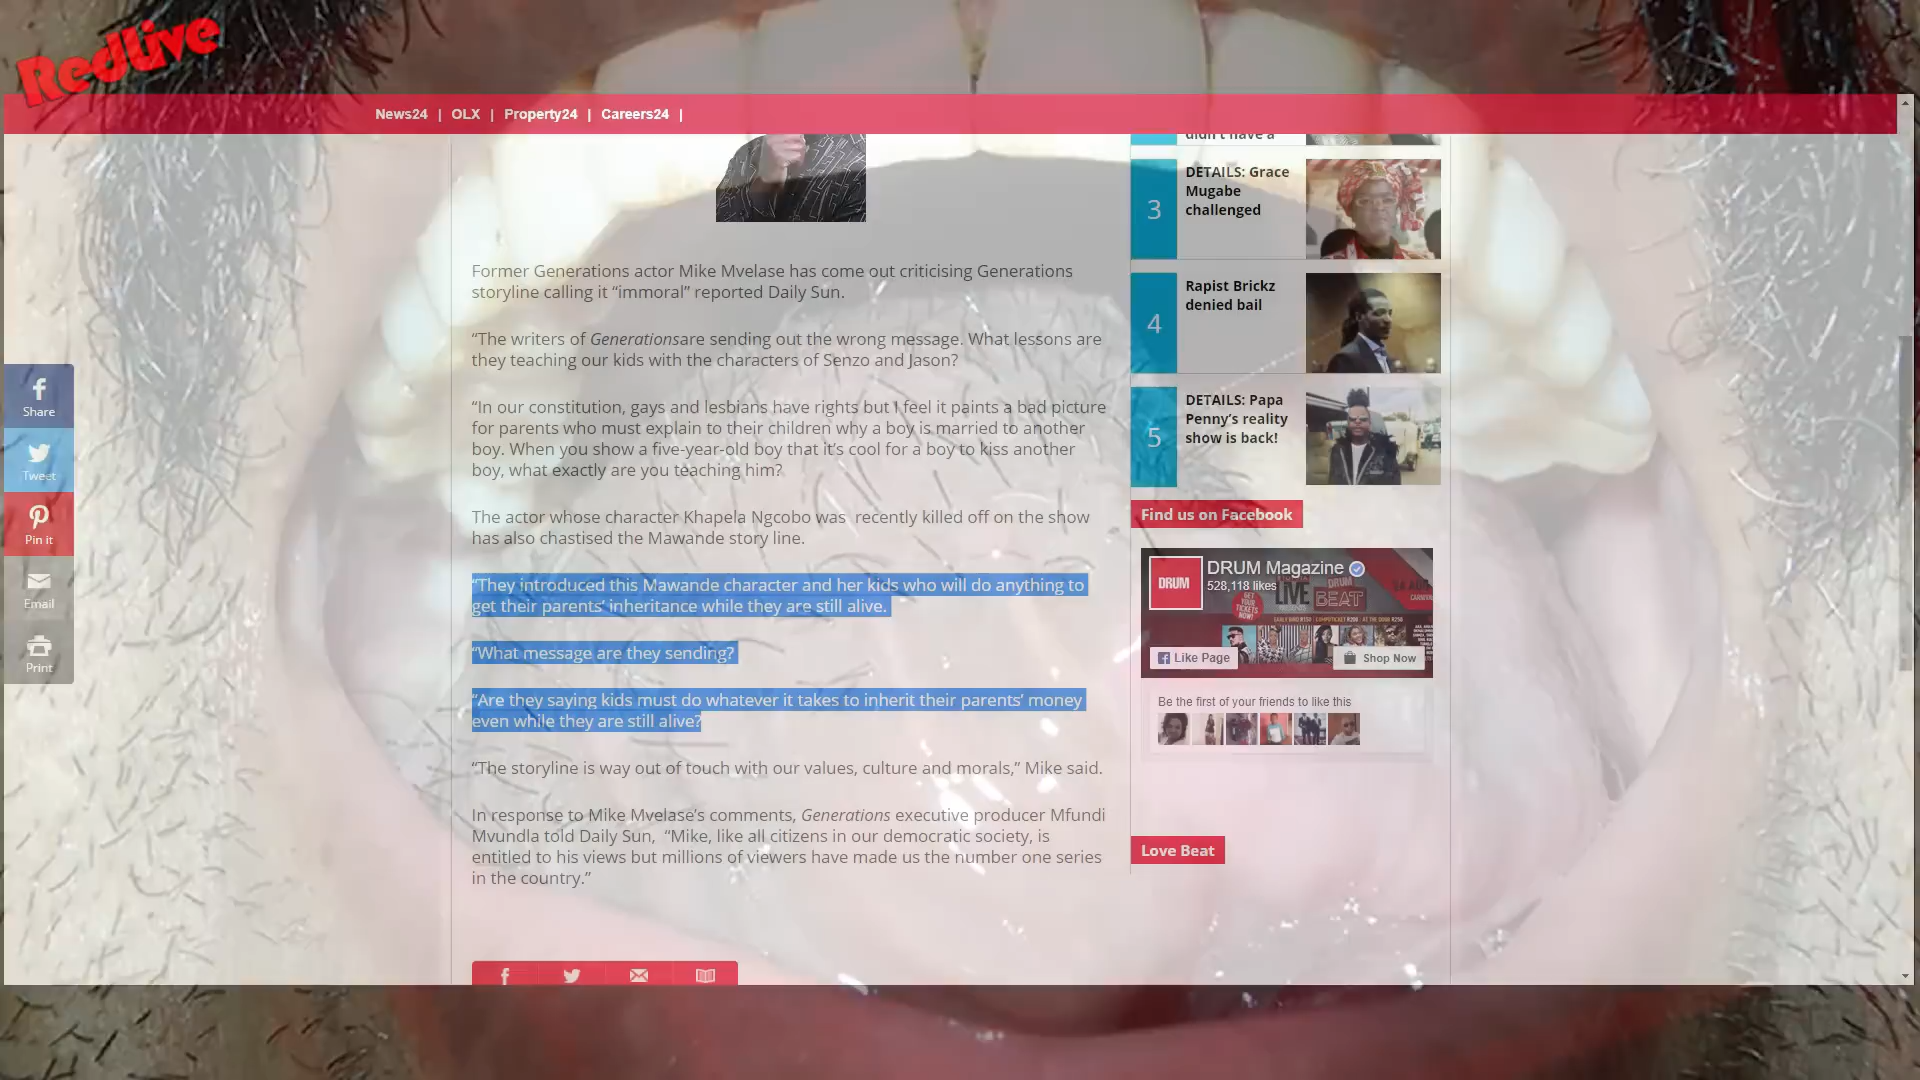 RedLive
News24 | OLX | Property24 | Careers24 |
Former Generations actor Mike Mvelase has come out criticising Generations
storyline calling it “immoral” reported Daily Sun.
“The writers of Generationsare sending out the wrong message. What lessons are
they teaching our kids with the characters of Senzo and Jason?
“In our constitution, gays and lesbians have rights but I feel it paints a bad picture
for parents who must explain to their children why a boy is married to another
boy. When you show a five-year-old boy that it’s cool for a boy to kiss another
boy, what exactly are you teaching him?
The actor whose character Khapela Ngcobo was  recently killed off on the show
has also chastised the Mawande story line.
“They introduced this Mawande character and her kids who will do anything to
get their parents’ inheritance while they are still alive.
“What message are they sending?
“Are they saying kids must do whatever it takes to inherit their parents’ money
even while they are still alive?
“The storyline is way out of touch with our values, culture and morals,” Mike said.
In response to Mike Mvelase’s comments, Generations executive producer Mfundi
Mvundla told Daily Sun,  “Mike, like all citizens in our democratic society, is
entitled to his views but millions of viewers have made us the number one series
in the country.”
Share
Tweet
Pin it
Email
Print
didn't have a
3
DETAILS: Grace
Mugabe
challenged
4
Rapist Brickz
denied bail
5
DETAILS: Papa
Penny’s reality
show is back!
Find us on Facebook
DRUM
DRUM Magazine
528,118 likes
GET YOUR TICKETS NOW!
LIVE
DRUM
BEAT
Like Page
Shop Now
Be the first of your friends to like this
Love Beat